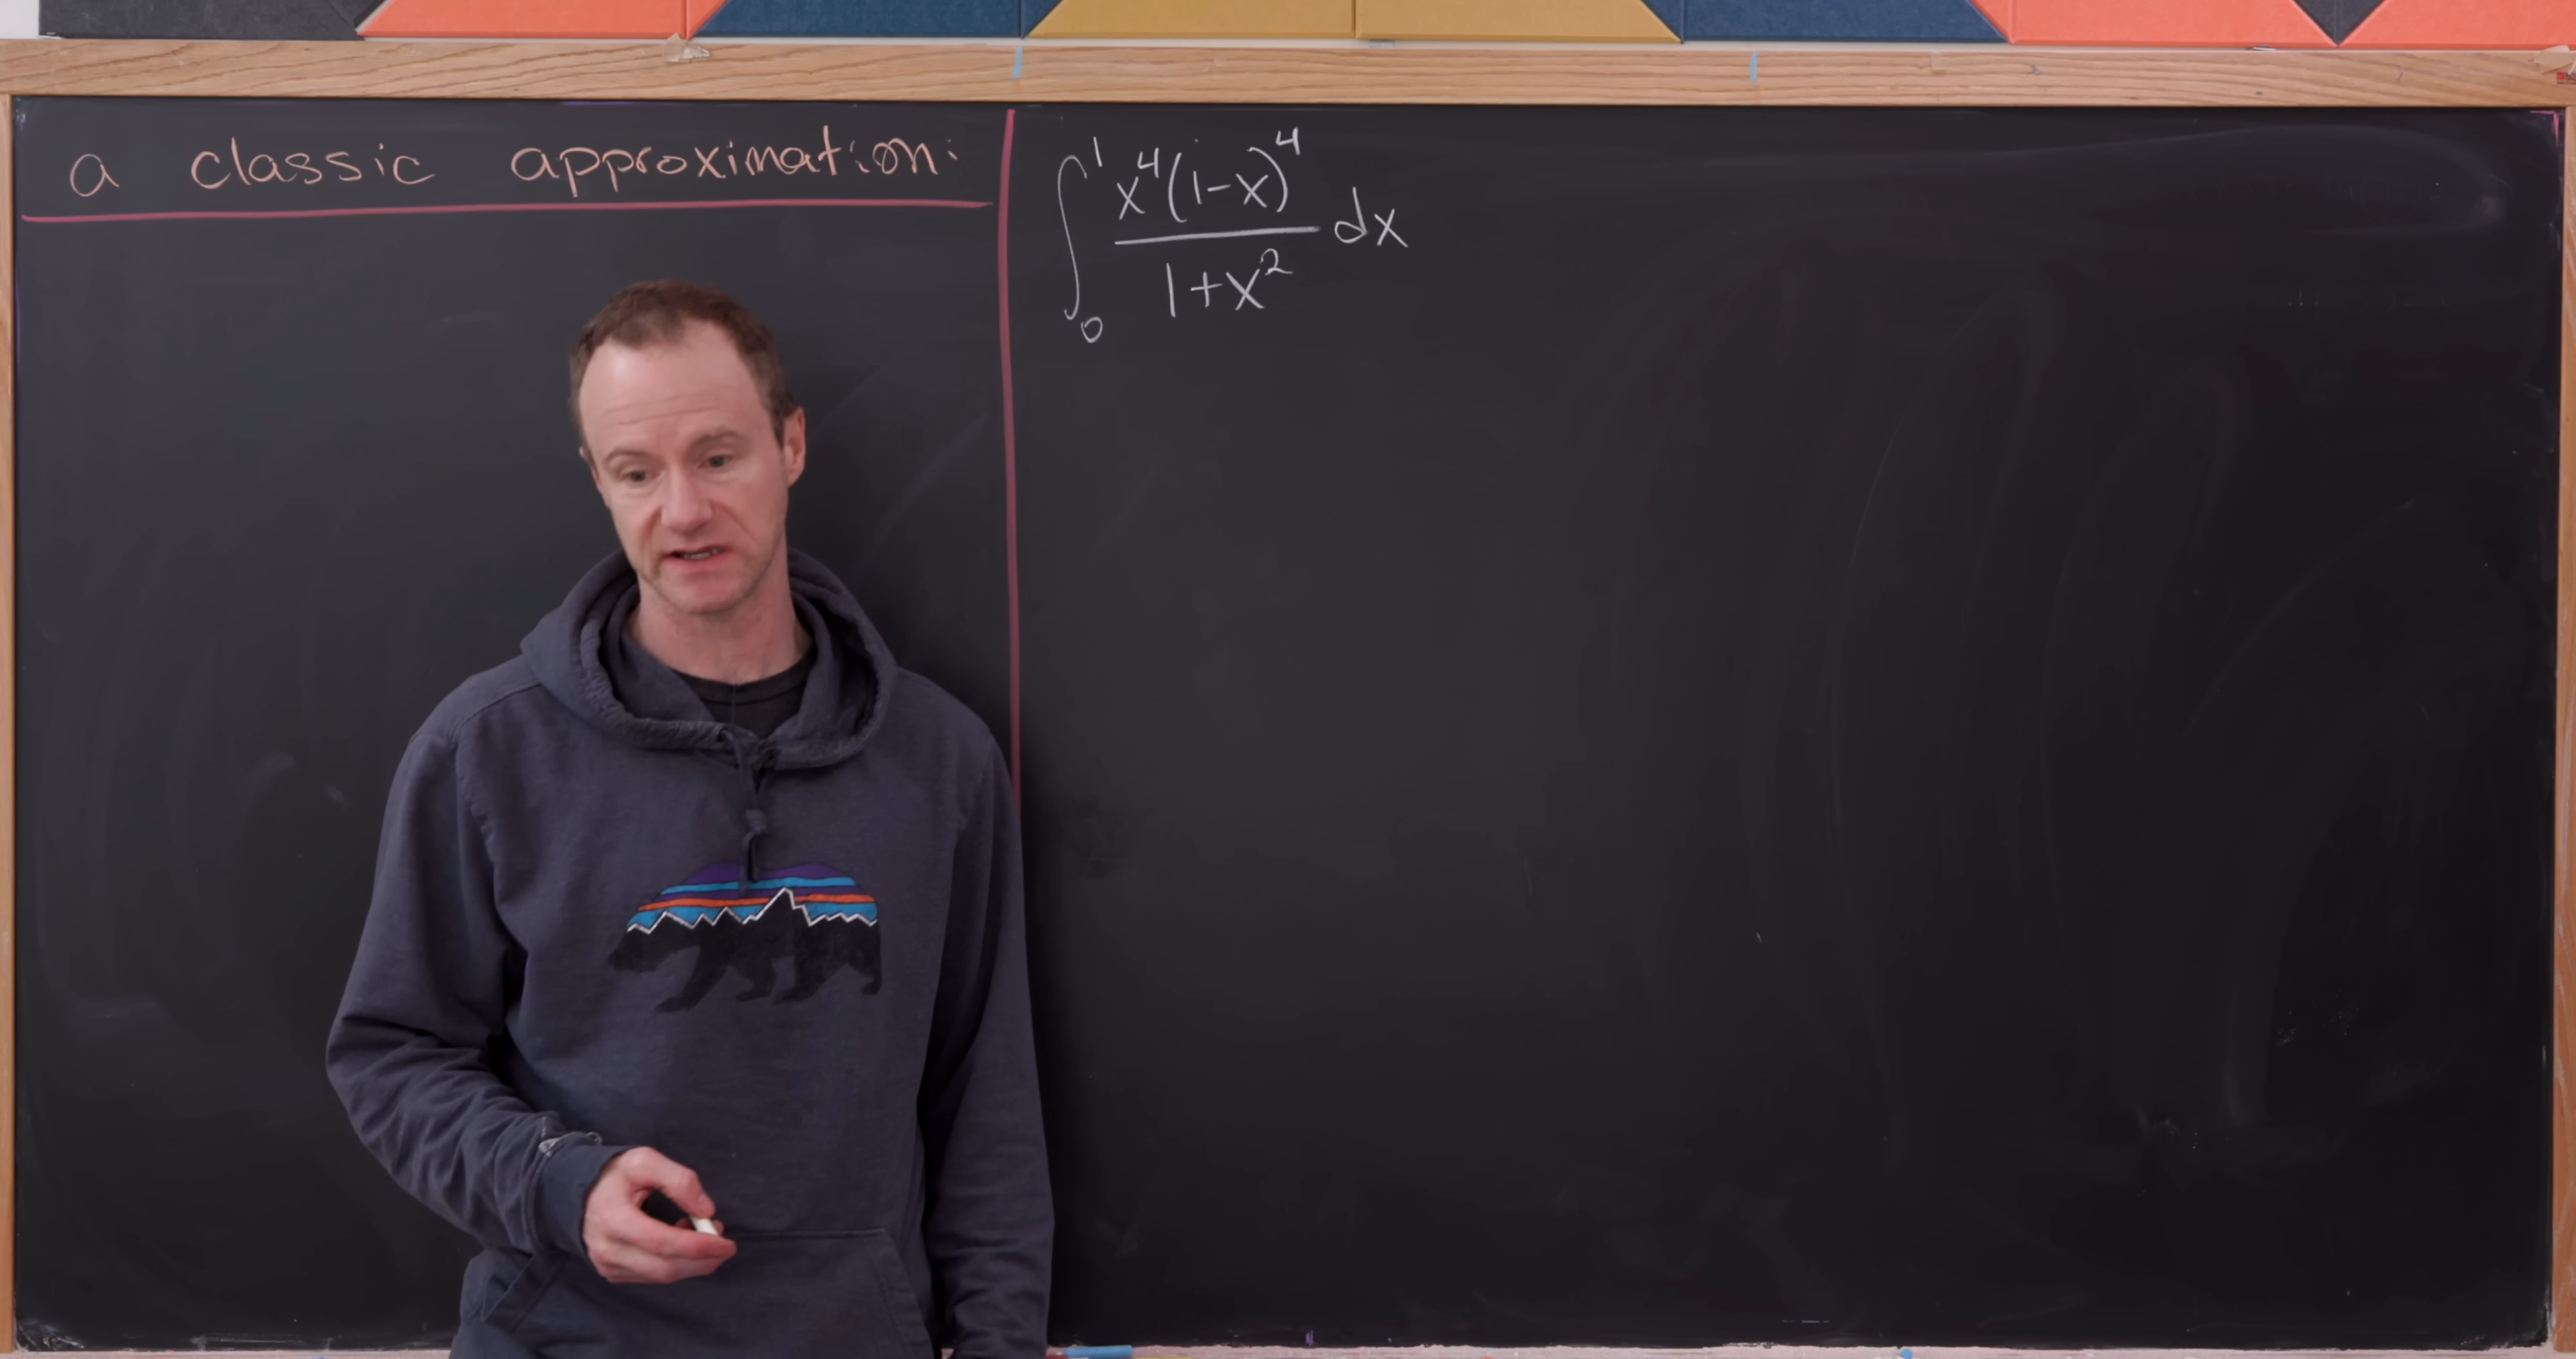 a classic approximation:
∫₀¹ x⁴(1-x)⁴ / 1+x² dx